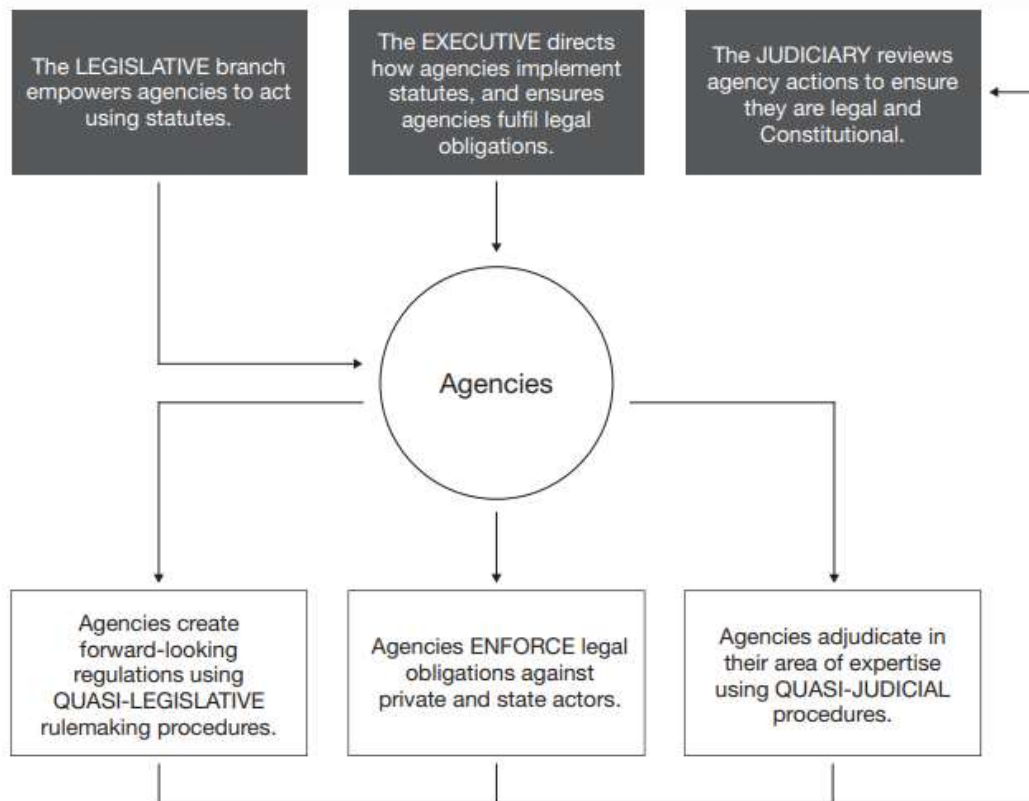 The LEGISLATIVE branch
empowers agencies to act
using statutes.
The EXECUTIVE directs
how agencies implement
statutes, and ensures
agencies fulfil legal
obligations.
The JUDICIARY reviews
agency actions to ensure
they are legal and
Constitutional.
Agencies
Agencies create
forward-looking
regulations using
QUASI-LEGISLATIVE
rulemaking procedures.
Agencies ENFORCE legal
obligations against
private and state actors.
Agencies adjudicate in
their area of expertise
using QUASI-JUDICIAL
procedures.